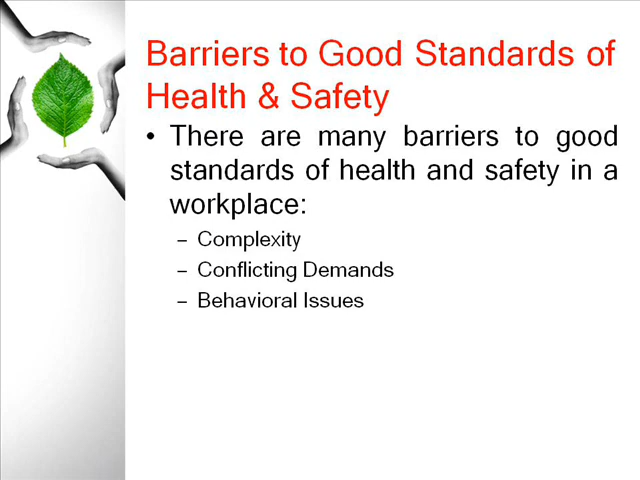 Barriers to Good Standards of
Health & Safety
• There are many barriers to good
standards of health and safety in a
workplace:
– Complexity
– Conflicting Demands
– Behavioral Issues